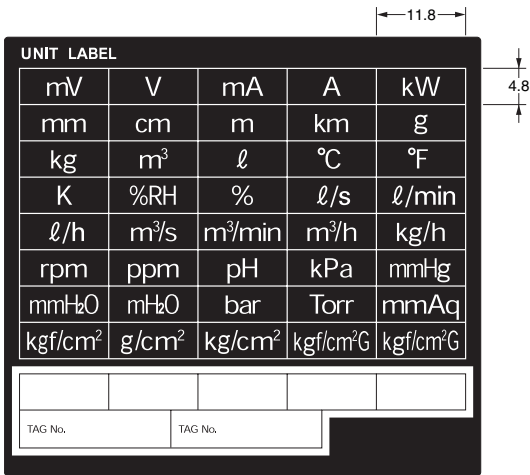 11.8
UNIT LABEL
mV V mA A kW
4.8
mm cm m km g
kg m³ ℓ °C °F
K %RH % ℓ/s ℓ/min
ℓ/h m³/s m³/min m³/h kg/h
rpm ppm pH kPa mmHg
mmH₂O mH₂O bar Torr mmAq
kgf/cm² g/cm² kg/cm² kgf/cm²G kgf/cm²G
TAG No. TAG No.